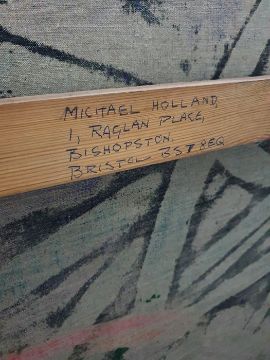 MICHAEL HOLLAND,
1, RAGLAN PLACE,
BISHOPSTON.
BRISTOL BS7 8EQ